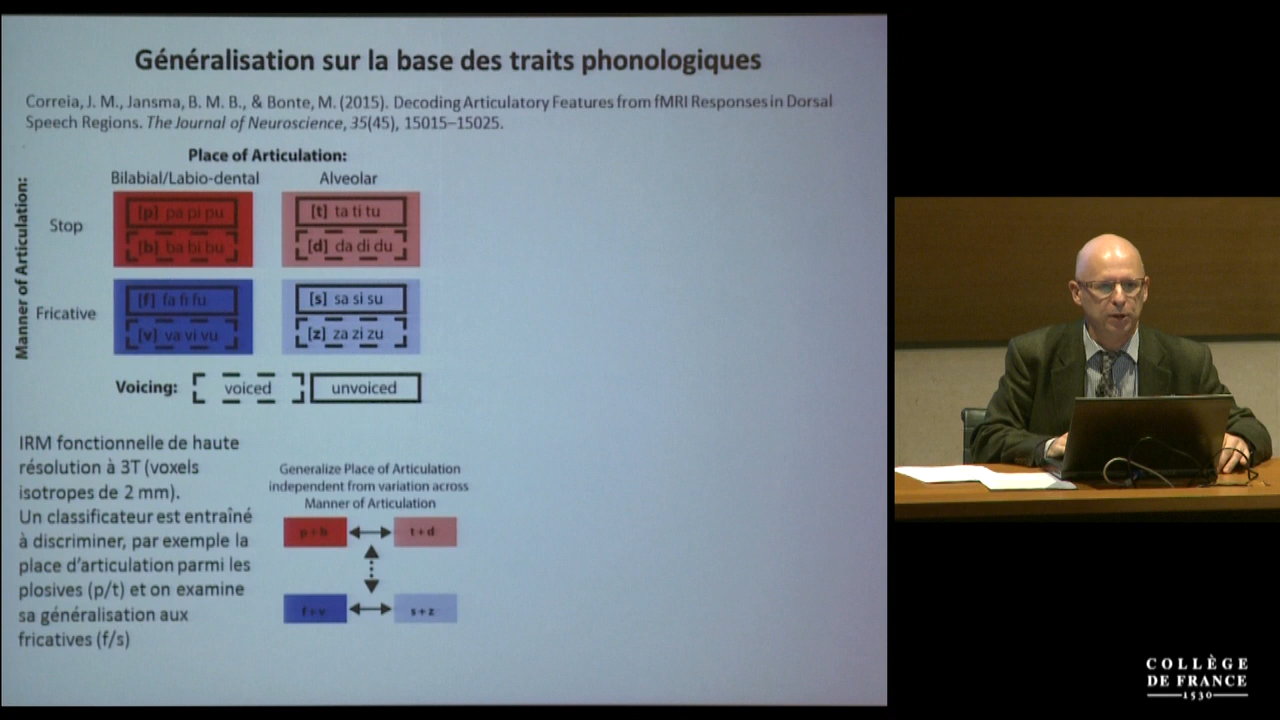 Généralisation sur la base des traits phonologiques
Correia, J. M., Jansma, B. M. B., & Bonte, M. (2015). Decoding Articulatory Features from fMRI Responses in Dorsal
Speech Regions. The Journal of Neuroscience, 35(45), 15015–15025.
Place of Articulation:
Bilabial/Labio-dental
Alveolar
Manner of Articulation:
Stop
[p] pa pi pu
[t] ta ti tu
[b] ba bi bu
[d] da di du
Fricative
[f] fa fi fu
[s] sa si su
[v] va vi vu
[z] za zi zu
Voicing:
voiced
unvoiced
IRM fonctionnelle de haute
résolution à 3T (voxels
isotropes de 2 mm).
Un classificateur est entraîné
à discriminer, par exemple la
place d'articulation parmi les
plosives (p/t) et on examine
sa généralisation aux
fricatives (f/s)
Generalize Place of Articulation
independent from variation across
Manner of Articulation
p+b
t+d
f+v
s+z
COLLÈGE
DE FRANCE
1530